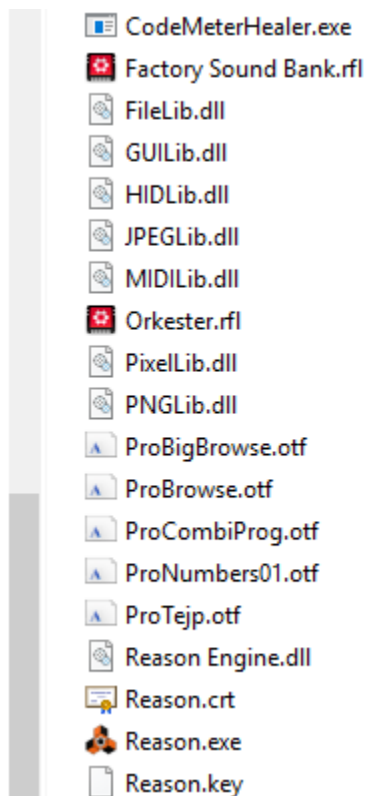 CodeMeterHealer.exe
Factory Sound Bank.rfl
FileLib.dll
GUILib.dll
HIDLib.dll
JPEGLib.dll
MIDILib.dll
Orkester.rfl
PixelLib.dll
PNGLib.dll
ProBigBrowse.otf
ProBrowse.otf
ProCombiProg.otf
ProNumbers01.otf
ProTejp.otf
Reason Engine.dll
Reason.crt
Reason.exe
Reason.key